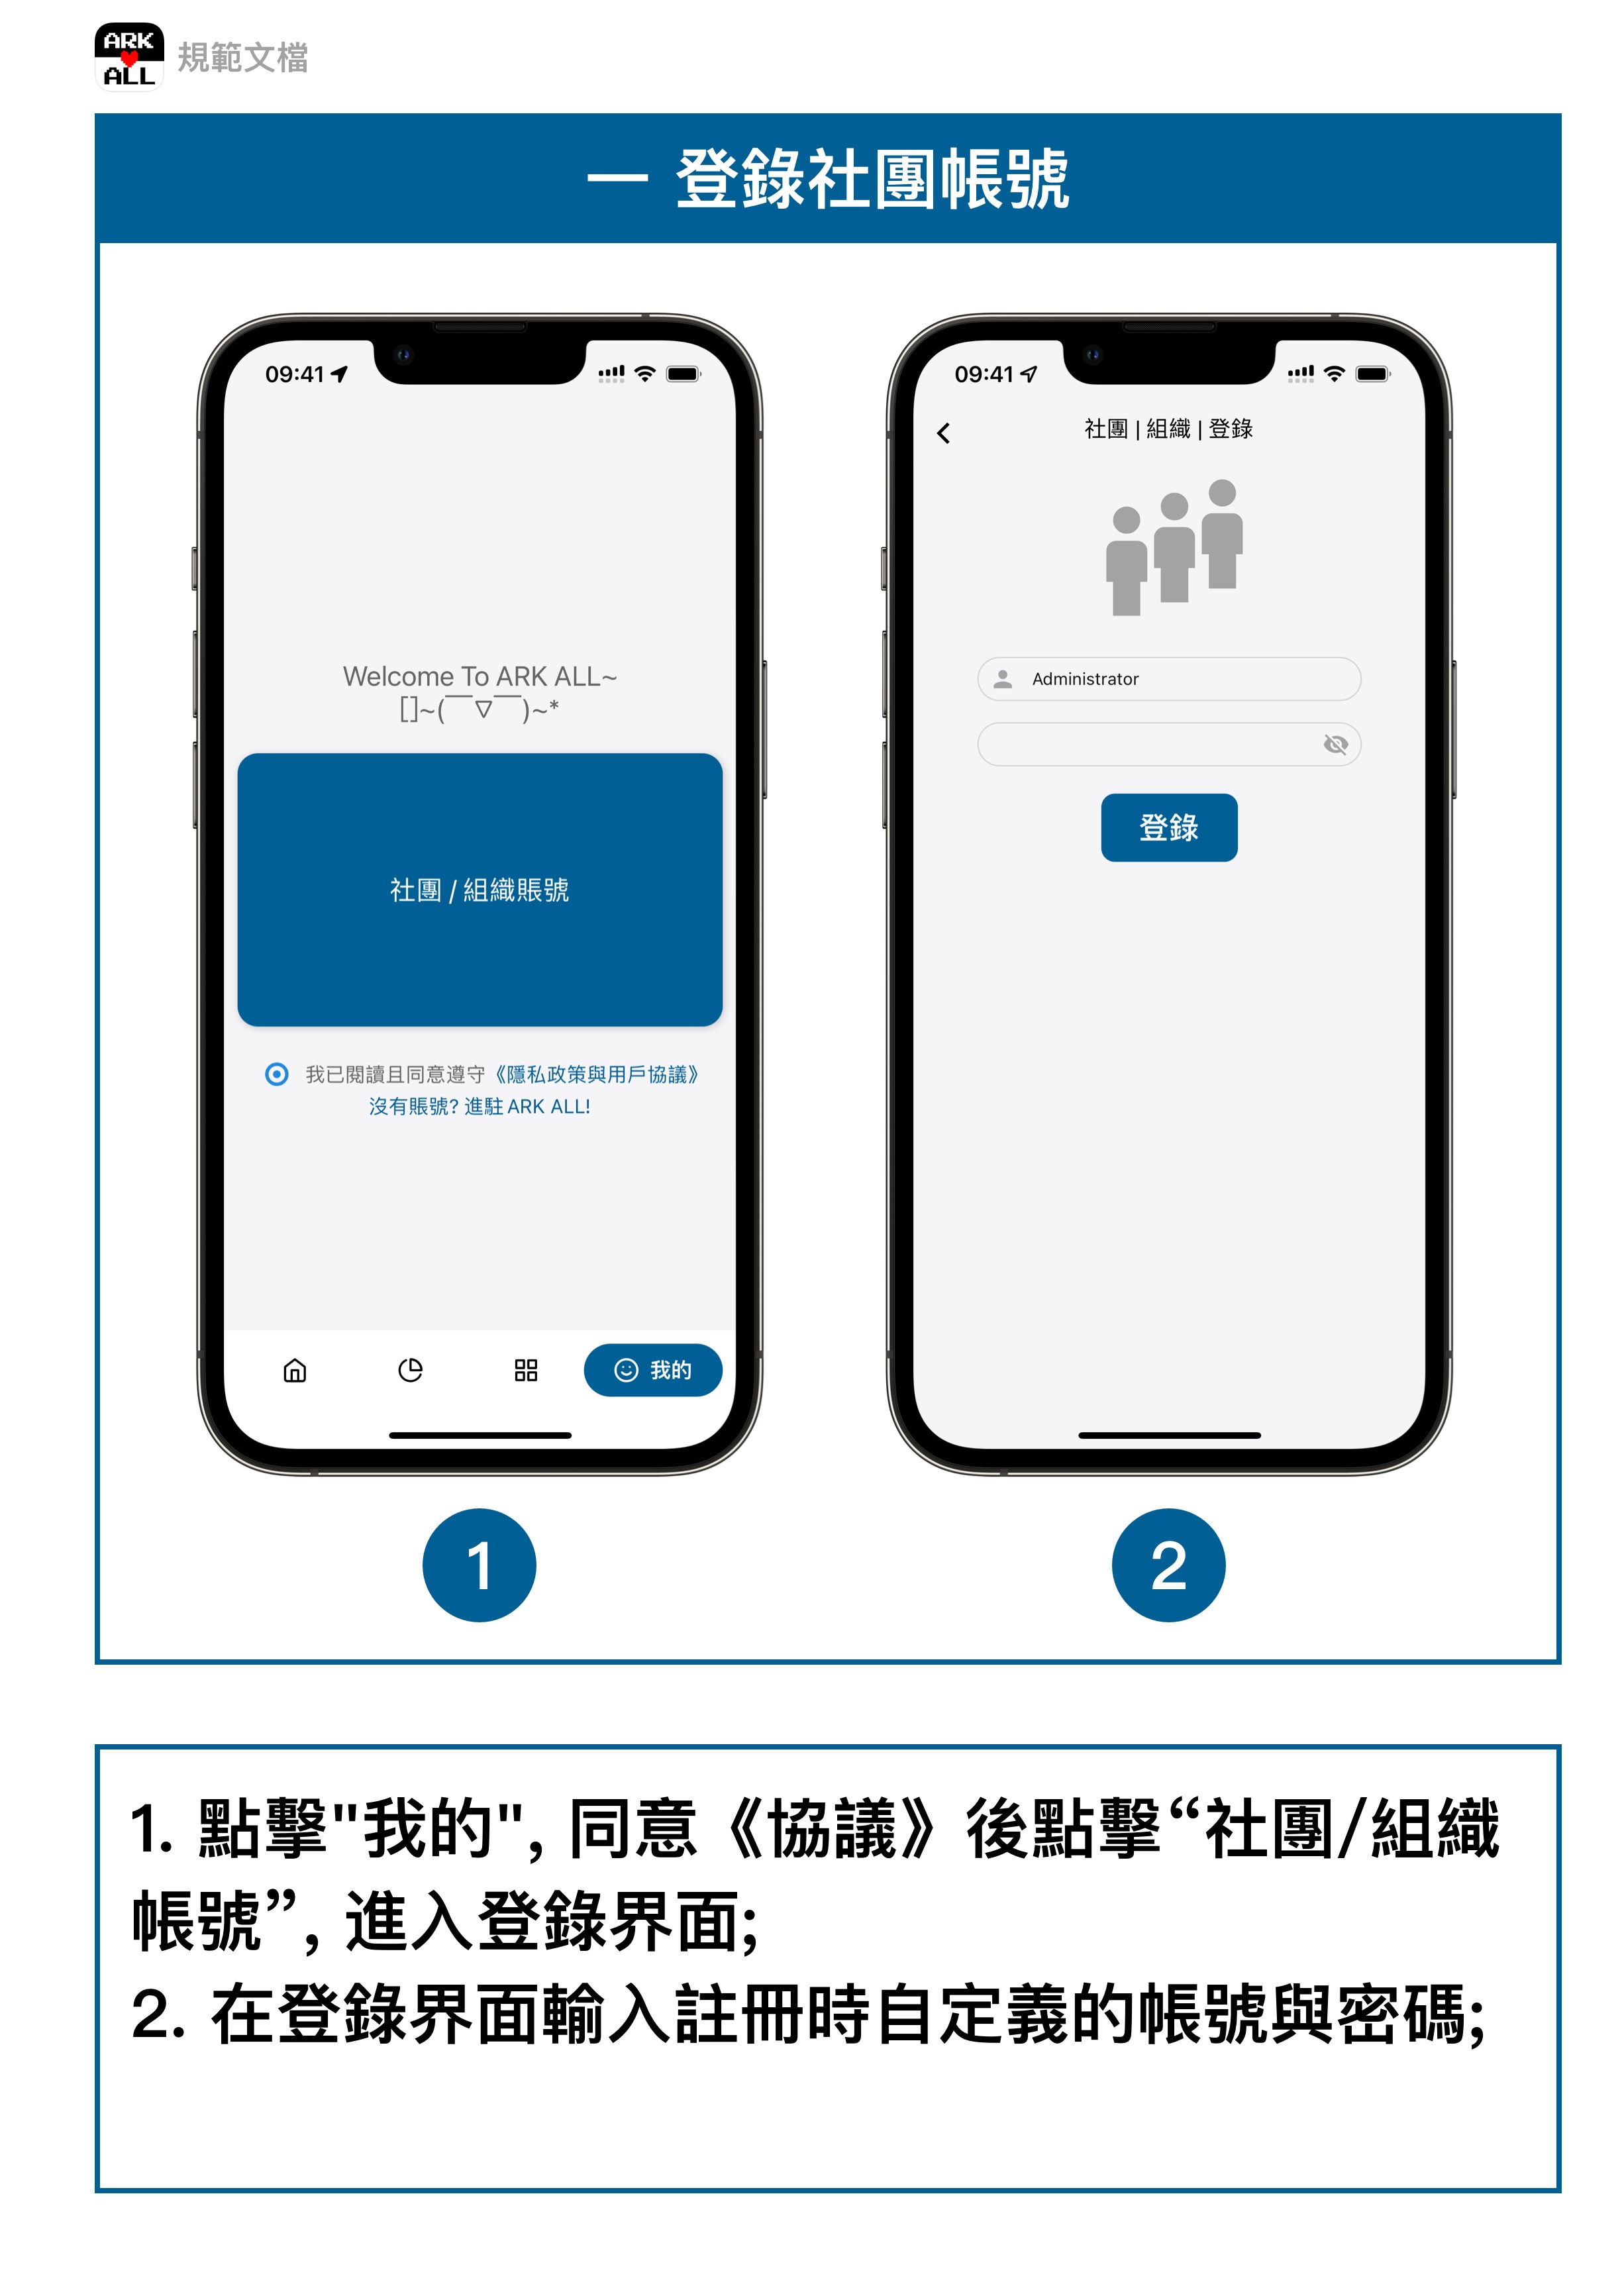 ARK
ALL
規範文檔
一 登錄社團帳號
09:41
Welcome To ARK ALL~
[]~(￣▽￣)~*
社團 / 組織賬號
我已閱讀且同意遵守《隱私政策與用戶協議》
沒有賬號? 進駐 ARK ALL!
我的
1
09:41
社團 | 組織 | 登錄
Administrator
登錄
2
1. 點擊"我的", 同意《協議》後點擊“社團/組織
帳號”, 進入登錄界面;
2. 在登錄界面輸入註冊時自定義的帳號與密碼;